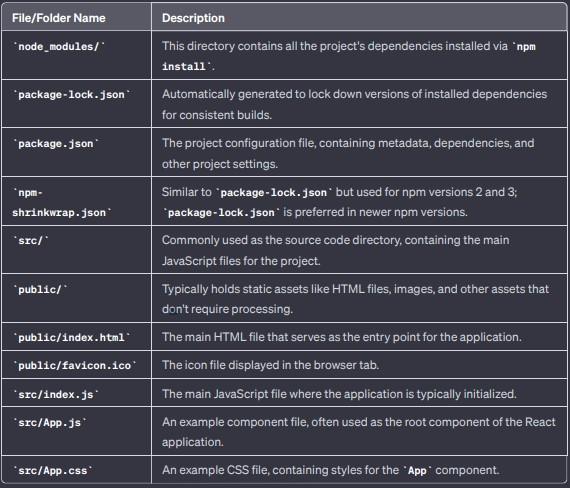 File/Folder Name Description
`node_modules/` This directory contains all the project's dependencies installed via `npm
install`.
`package-lock.json` Automatically generated to lock down versions of installed dependencies
for consistent builds.
`package.json` The project configuration file, containing metadata, dependencies, and
other project settings.
`npm- Similar to `package-lock.json` but used for npm versions 2 and 3;
shrinkwrap.json` `package-lock.json` is preferred in newer npm versions.
`src/` Commonly used as the source code directory, containing the main
JavaScript files for the project.
`public/` Typically holds static assets like HTML files, images, and other assets that
don't require processing.
`public/index.html` The main HTML file that serves as the entry point for the application.
`public/favicon.ico` The icon file displayed in the browser tab.
`src/index.js` The main JavaScript file where the application is typically initialized.
`src/App.js` An example component file, often used as the root component of the React
application.
`src/App.css` An example CSS file, containing styles for the `App` component.